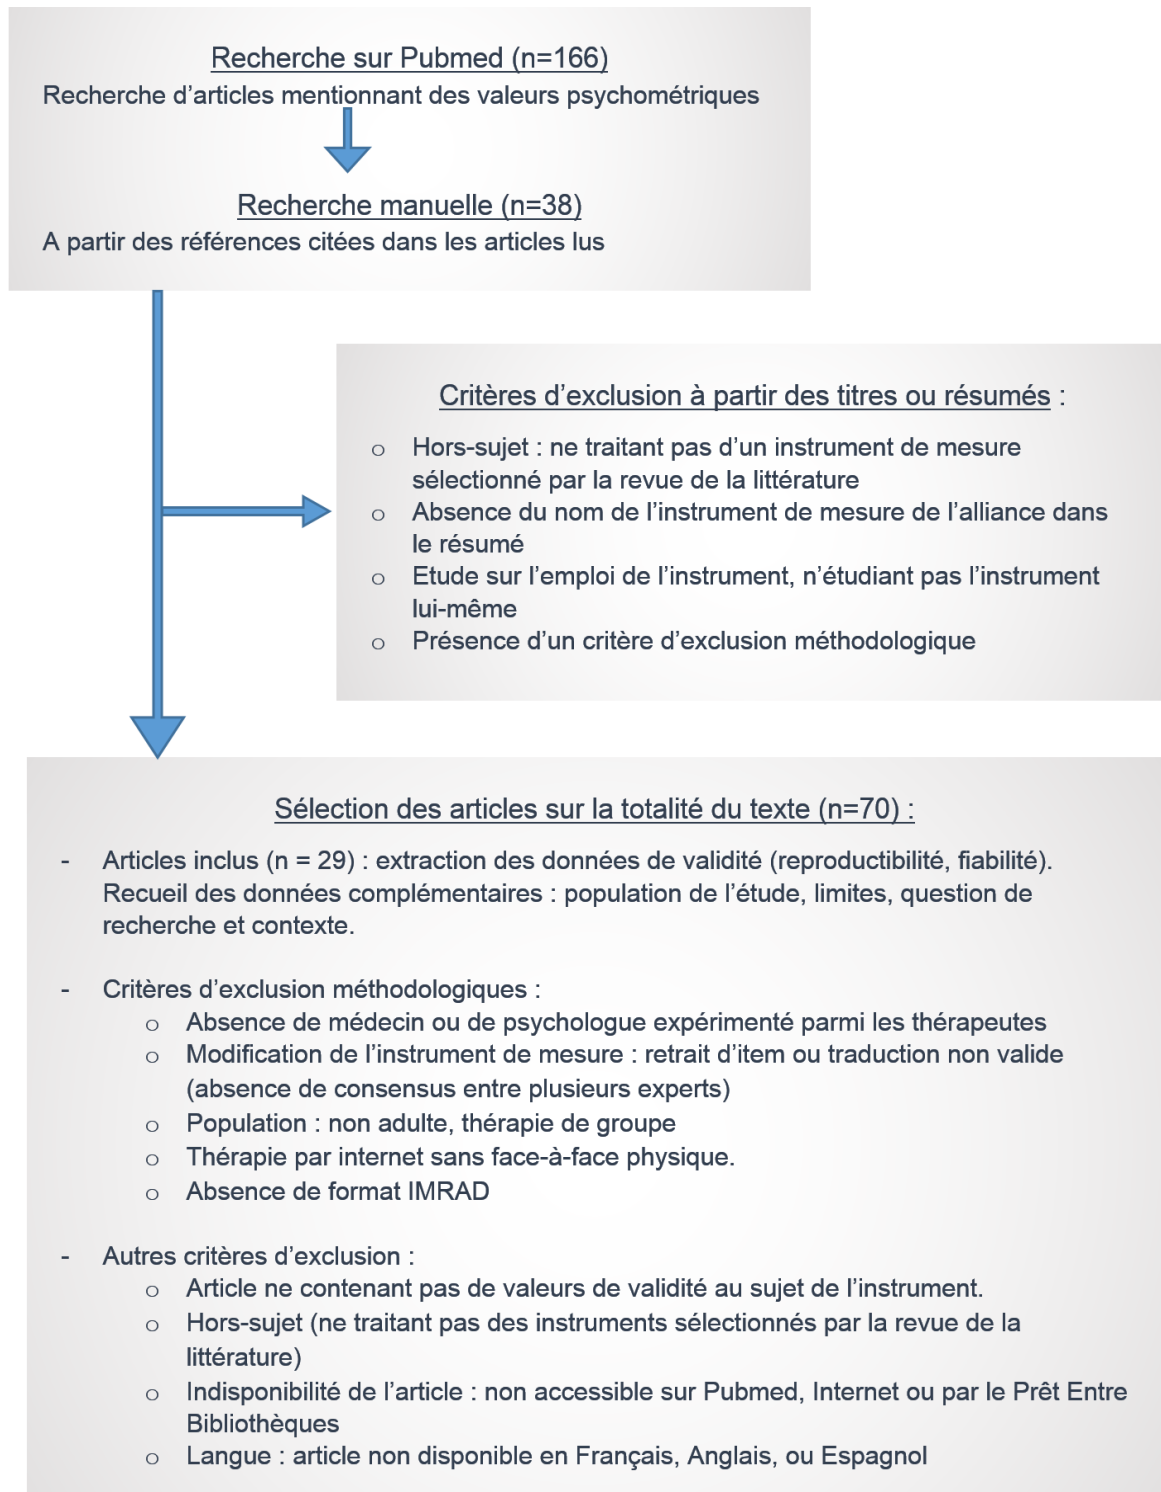 Recherche sur Pubmed (n=166)
Recherche d’articles mentionnant des valeurs psychométriques
Recherche manuelle (n=38)
A partir des références citées dans les articles lus
Critères d’exclusion à partir des titres ou résumés :
o Hors-sujet : ne traitant pas d’un instrument de mesure
sélectionné par la revue de la littérature
o Absence du nom de l’instrument de mesure de l’alliance dans
le résumé
o Etude sur l’emploi de l’instrument, n’étudiant pas l’instrument
lui-même
o Présence d’un critère d’exclusion méthodologique
Sélection des articles sur la totalité du texte (n=70) :
- Articles inclus (n = 29) : extraction des données de validité (reproductibilité, fiabilité).
Recueil des données complémentaires : population de l’étude, limites, question de
recherche et contexte.
- Critères d’exclusion méthodologiques :
o Absence de médecin ou de psychologue expérimenté parmi les thérapeutes
o Modification de l’instrument de mesure : retrait d’item ou traduction non valide
(absence de consensus entre plusieurs experts)
o Population : non adulte, thérapie de groupe
o Thérapie par internet sans face-à-face physique.
o Absence de format IMRAD
- Autres critères d’exclusion :
o Article ne contenant pas de valeurs de validité au sujet de l’instrument.
o Hors-sujet (ne traitant pas des instruments sélectionnés par la revue de la
littérature)
o Indisponibilité de l’article : non accessible sur Pubmed, Internet ou par le Prêt Entre
Bibliothèques
o Langue : article non disponible en Français, Anglais, ou Espagnol